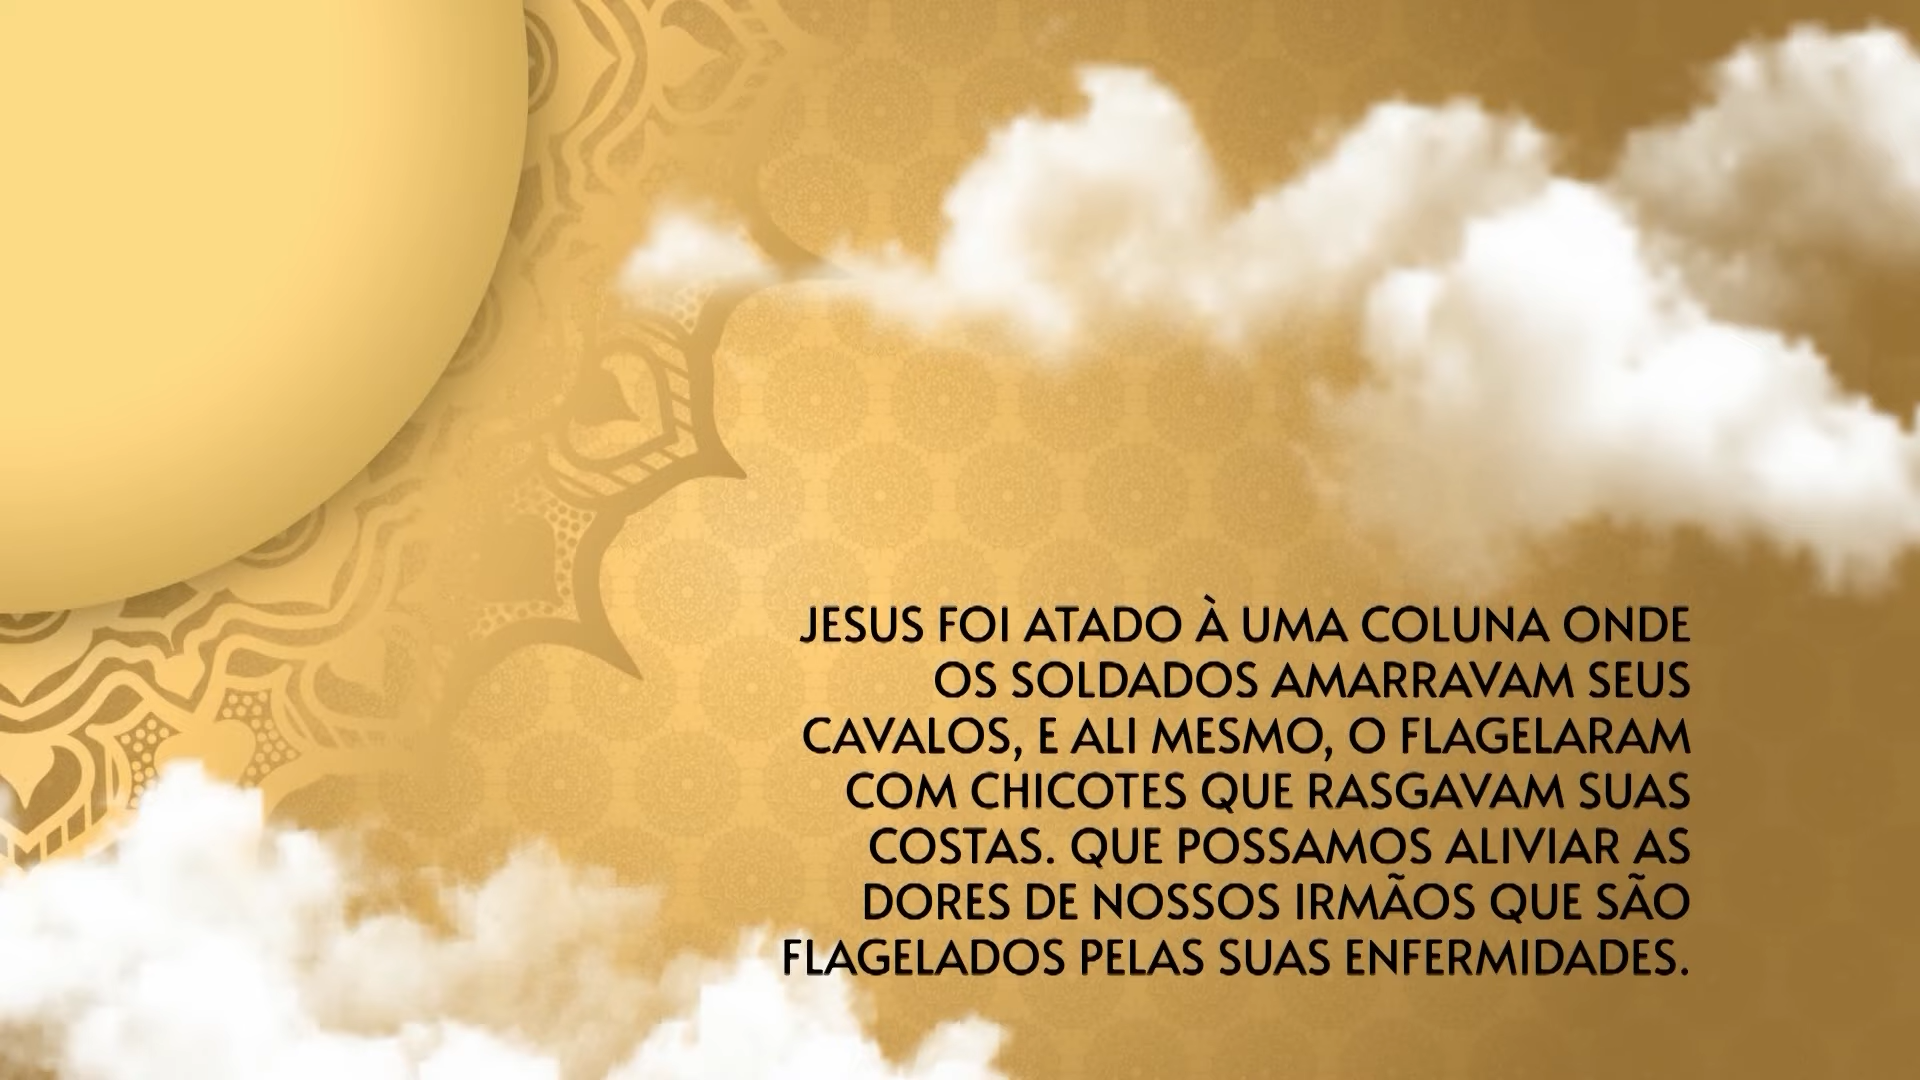 JESUS FOI ATADO À UMA COLUNA ONDE
OS SOLDADOS AMARRAVAM SEUS
CAVALOS, E ALI MESMO, O FLAGELARAM
COM CHICOTES QUE RASGAVAM SUAS
COSTAS. QUE POSSAMOS ALIVIAR AS
DORES DE NOSSOS IRMÃOS QUE SÃO
FLAGELADOS PELAS SUAS ENFERMIDADES.